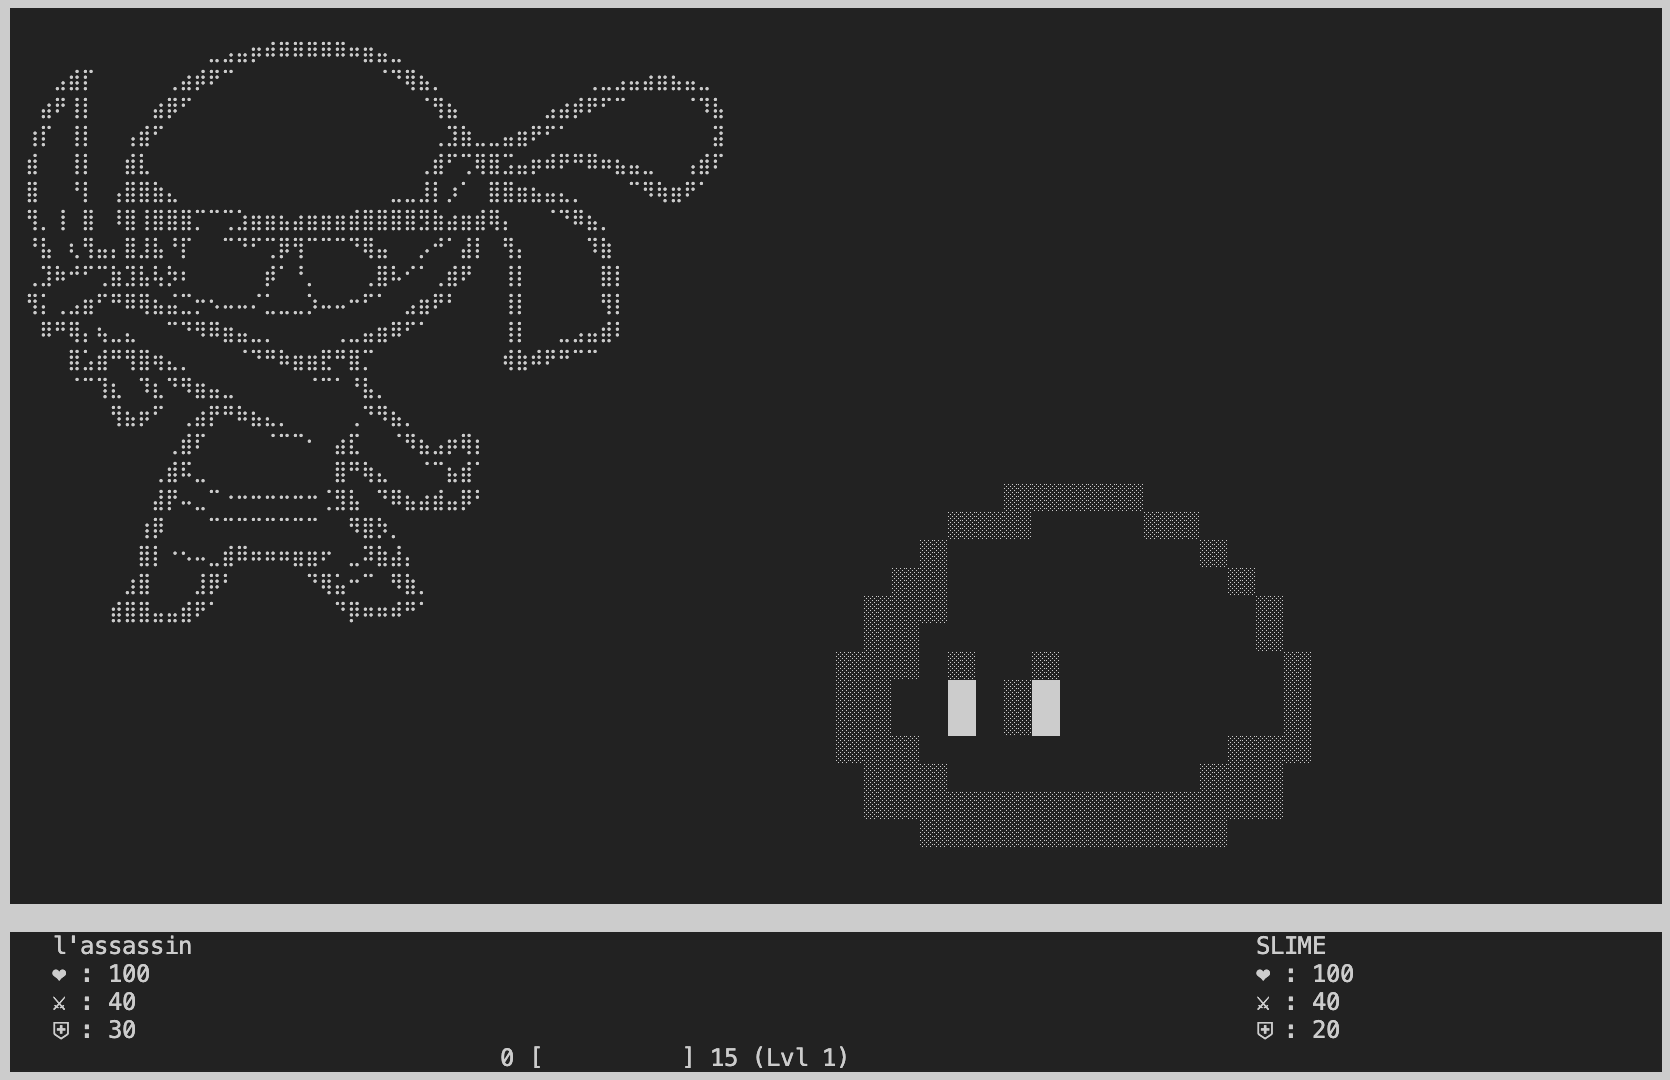 l'assassin
❤ : 100
⚔ : 40
⛨ : 30
SLIME
❤ : 100
⚔ : 40
⛨ : 20
0 [          ] 15 (Lvl 1)